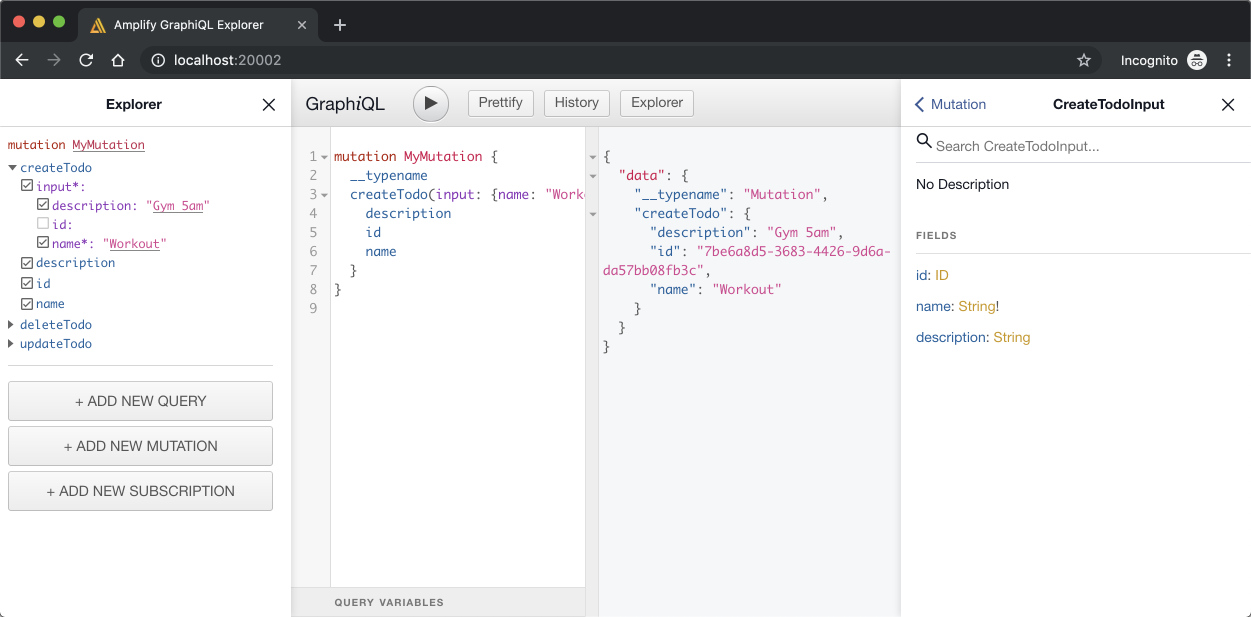 Amplify GraphiQL Explorer
localhost:20002
Incognito
Explorer
mutation MyMutation
createTodo
input*:
description: "Gym 5am"
id:
name*: "Workout"
description
id
name
deleteTodo
updateTodo
+ ADD NEW QUERY
+ ADD NEW MUTATION
+ ADD NEW SUBSCRIPTION
GraphiQL
Prettify
History
Explorer
1 mutation MyMutation {
2 __typename
3 createTodo(input: {name: "Work
4 description
5 id
6 name
7 }
8 }
9
QUERY VARIABLES
{
"data": {
"__typename": "Mutation",
"createTodo": {
"description": "Gym 5am",
"id": "7be6a8d5-3683-4426-9d6a-
da57bb08fb3c",
"name": "Workout"
}
}
}
Mutation
CreateTodoInput
Search CreateTodoInput...
No Description
FIELDS
id: ID
name: String!
description: String